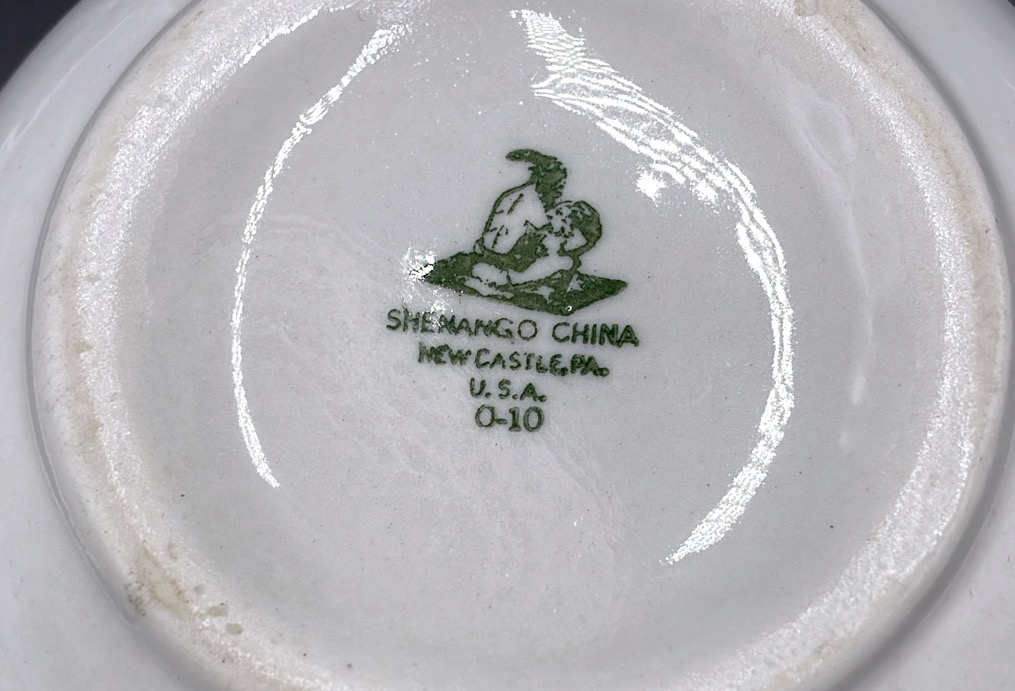 SHENANGO CHINA
NEW CASTLE, PA.
U.S.A.
O-10